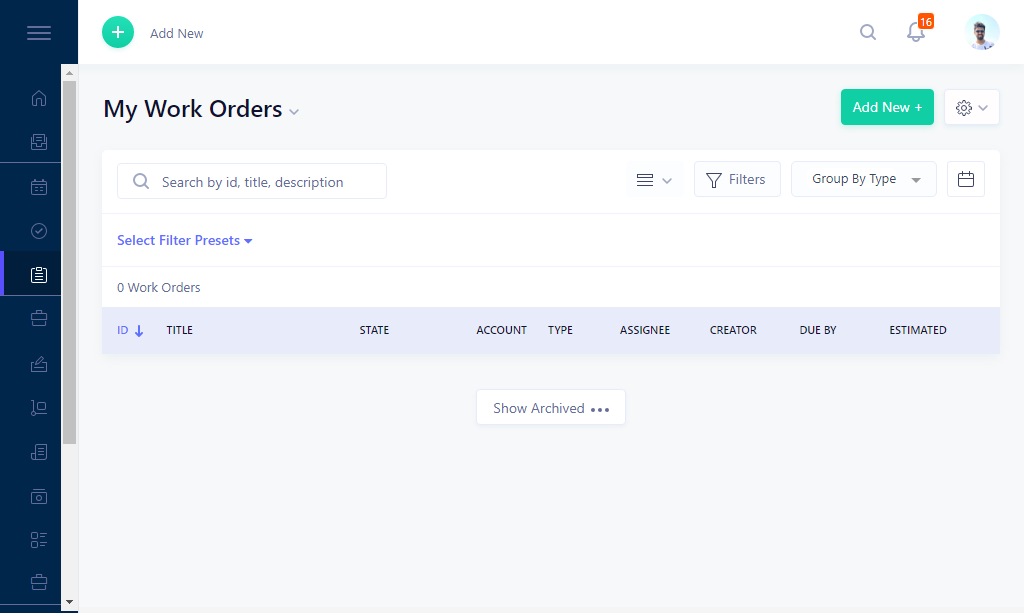 Add New
16
My Work Orders
Add New +
Search by id, title, description
Filters
Group By Type
Select Filter Presets
0 Work Orders
ID TITLE STATE ACCOUNT TYPE ASSIGNEE CREATOR DUE BY ESTIMATED
Show Archived